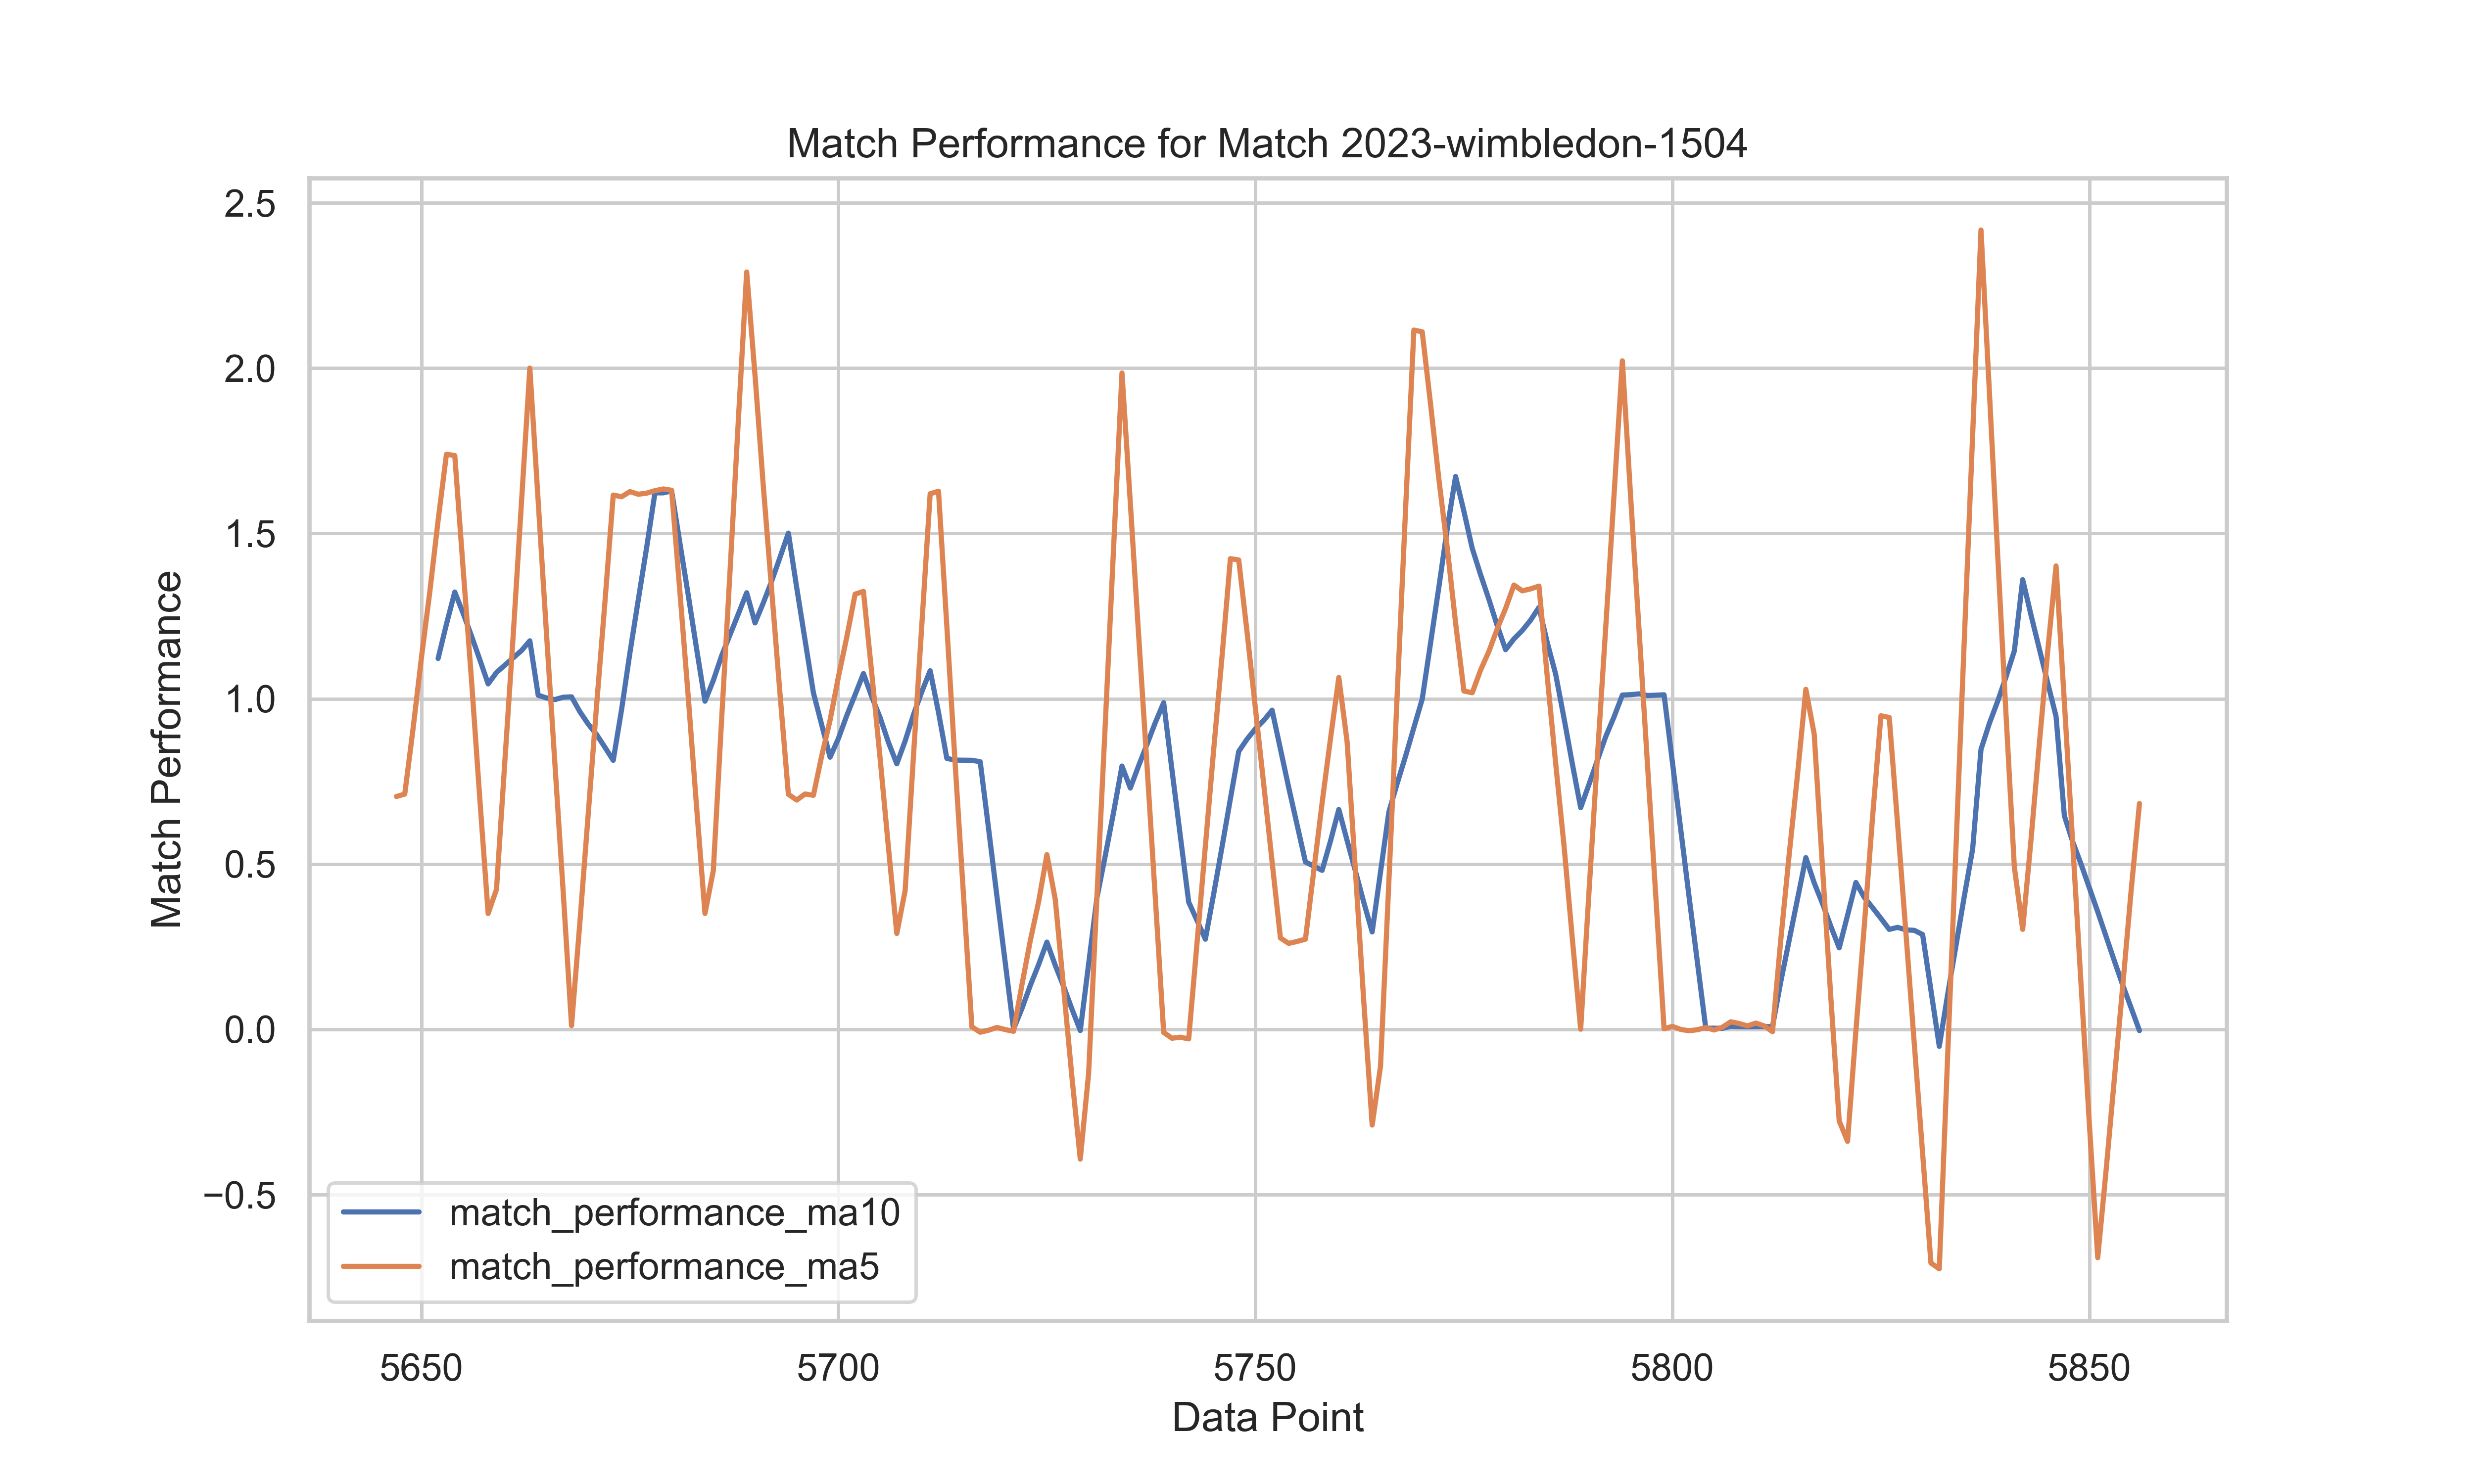 Match Performance for Match 2023-wimbledon-1504
2.5
2.0
1.5
1.0
0.5
0.0
−0.5
Match Performance
match_performance_ma10
match_performance_ma5
5650 5700 5750 5800 5850
Data Point